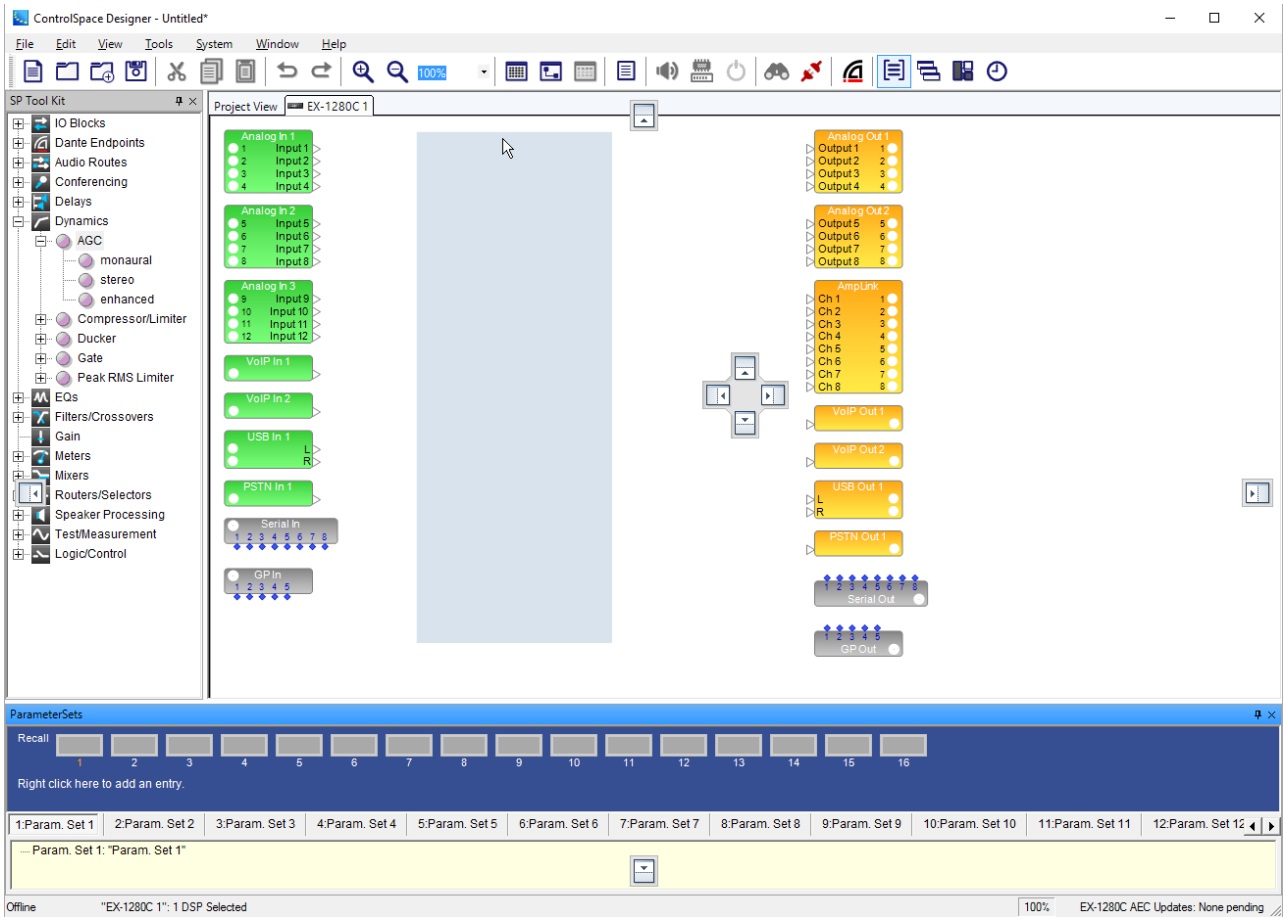 ControlSpace Designer - Untitled*
File Edit View Tools System Window Help
100%
SP Tool Kit
Project View EX-1280C 1
IO Blocks
Dante Endpoints
Audio Routes
Conferencing
Delays
Dynamics
AGC
monaural
stereo
enhanced
Compressor/Limiter
Ducker
Gate
Peak RMS Limiter
EQs
Filters/Crossovers
Gain
Meters
Mixers
Routers/Selectors
Speaker Processing
Test/Measurement
Logic/Control
Analog In 1
1 Input 1
2 Input 2
3 Input 3
4 Input 4
Analog In 2
5 Input 5
6 Input 6
7 Input 7
8 Input 8
Analog In 3
9 Input 9
10 Input 10
11 Input 11
12 Input 12
VoIP In 1
VoIP In 2
USB In 1
L
R
PSTN In 1
Serial In
1 2 3 4 5 6 7 8
GP In
1 2 3 4 5
Analog Out 1
Output 1 1
Output 2 2
Output 3 3
Output 4 4
Analog Out 2
Output 5 5
Output 6 6
Output 7 7
Output 8 8
AmpLink
Ch 1 1
Ch 2 2
Ch 3 3
Ch 4 4
Ch 5 5
Ch 6 6
Ch 7 7
Ch 8 8
VoIP Out 1
VoIP Out 2
USB Out 1
L
R
PSTN Out 1
1 2 3 4 5 6 7 8
Serial Out
1 2 3 4 5
GP Out
ParameterSets
Recall
1 2 3 4 5 6 7 8 9 10 11 12 13 14 15 16
Right click here to add an entry.
1:Param. Set 1 2:Param. Set 2 3:Param. Set 3 4:Param. Set 4 5:Param. Set 5 6:Param. Set 6 7:Param. Set 7 8:Param. Set 8 9:Param. Set 9 10:Param. Set 10 11:Param. Set 11 12:Param. Set 12
Param. Set 1: "Param. Set 1"
Offline "EX-1280C 1": 1 DSP Selected 100% EX-1280C AEC Updates: None pending